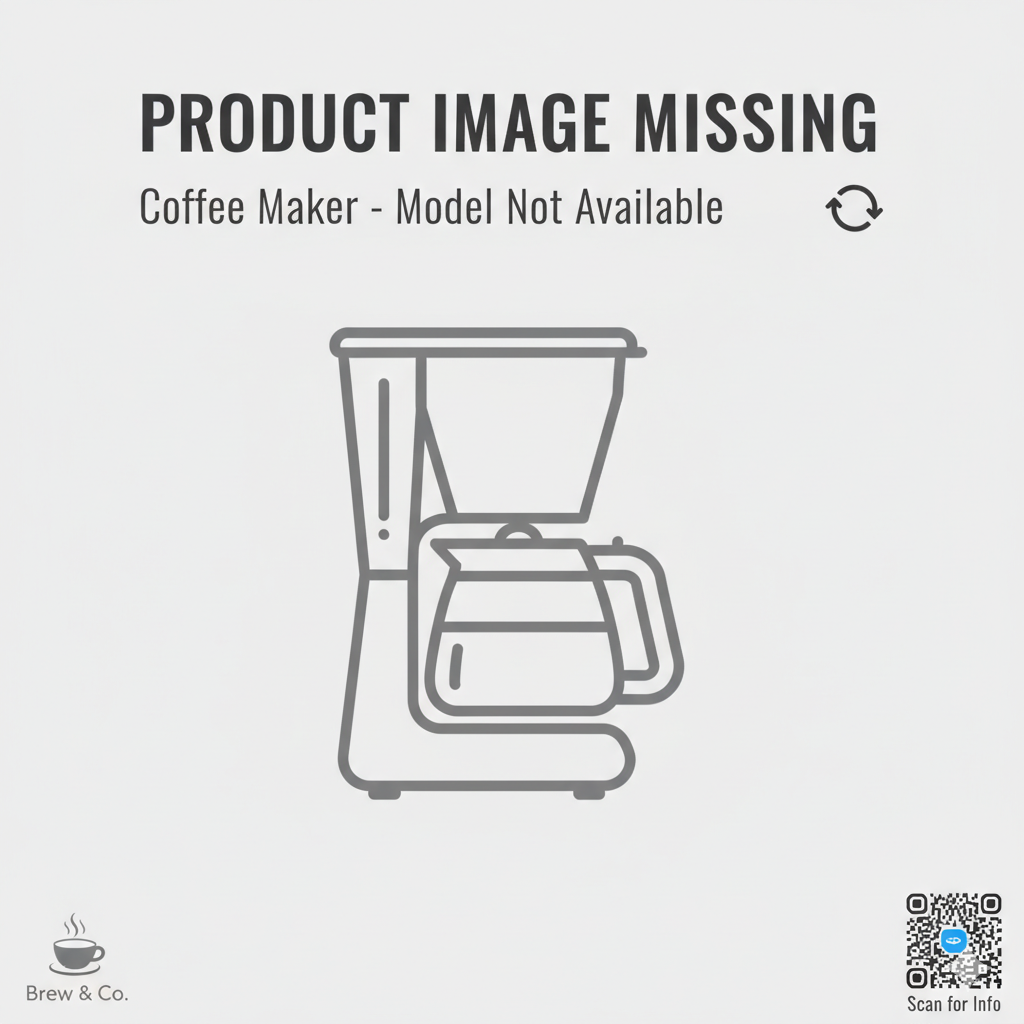 PRODUCT IMAGE MISSING
Coffee Maker - Model Not Available
Brew & Co.
Scan for Info